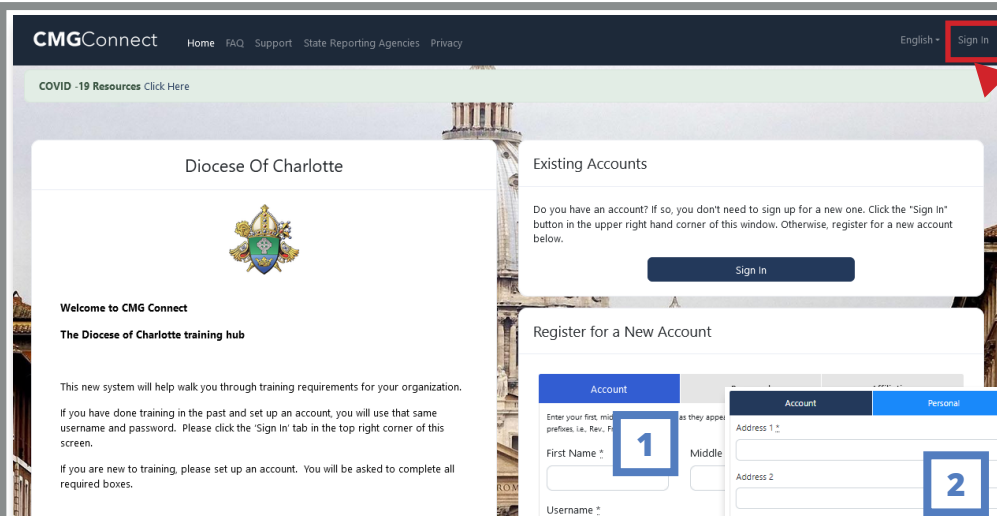 CMGConnect Home FAQ Support State Reporting Agencies Privacy English Sign In
COVID -19 Resources Click Here
Diocese Of Charlotte
Welcome to CMG Connect
The Diocese of Charlotte training hub
This new system will help walk you through training requirements for your organization.
If you have done training in the past and set up an account, you will use that same
username and password. Please click the 'Sign In' tab in the top right corner of this
screen.
If you are new to training, please set up an account. You will be asked to complete all
required boxes.
Existing Accounts
Do you have an account? If so, you don't need to sign up for a new one. Click the "Sign In"
button in the upper right hand corner of this window. Otherwise, register for a new account
below.
Sign In
Register for a New Account
Account
Enter your first, as they
prefixes, i.e., Rev.,
First Name * Middle
Username *
1
Account Personal
Address 1 *
Address 2
2